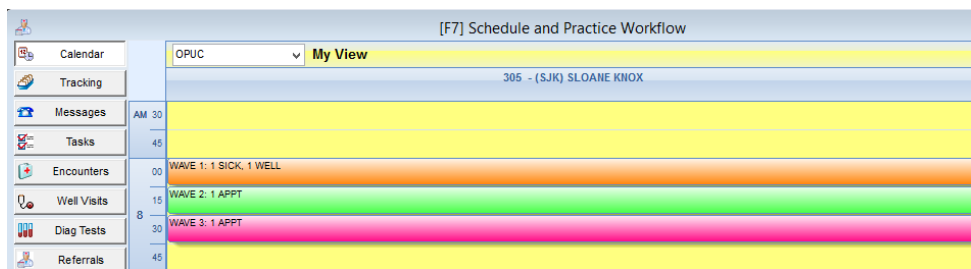 [F7] Schedule and Practice Workflow
Calendar
OPUC
My View
Tracking
305 - (SJK) SLOANE KNOX
Messages
AM 30
Tasks
45
Encounters
00 WAVE 1: 1 SICK, 1 WELL
Well Visits
8
15 WAVE 2: 1 APPT
Diag Tests
30 WAVE 3: 1 APPT
Referrals
45